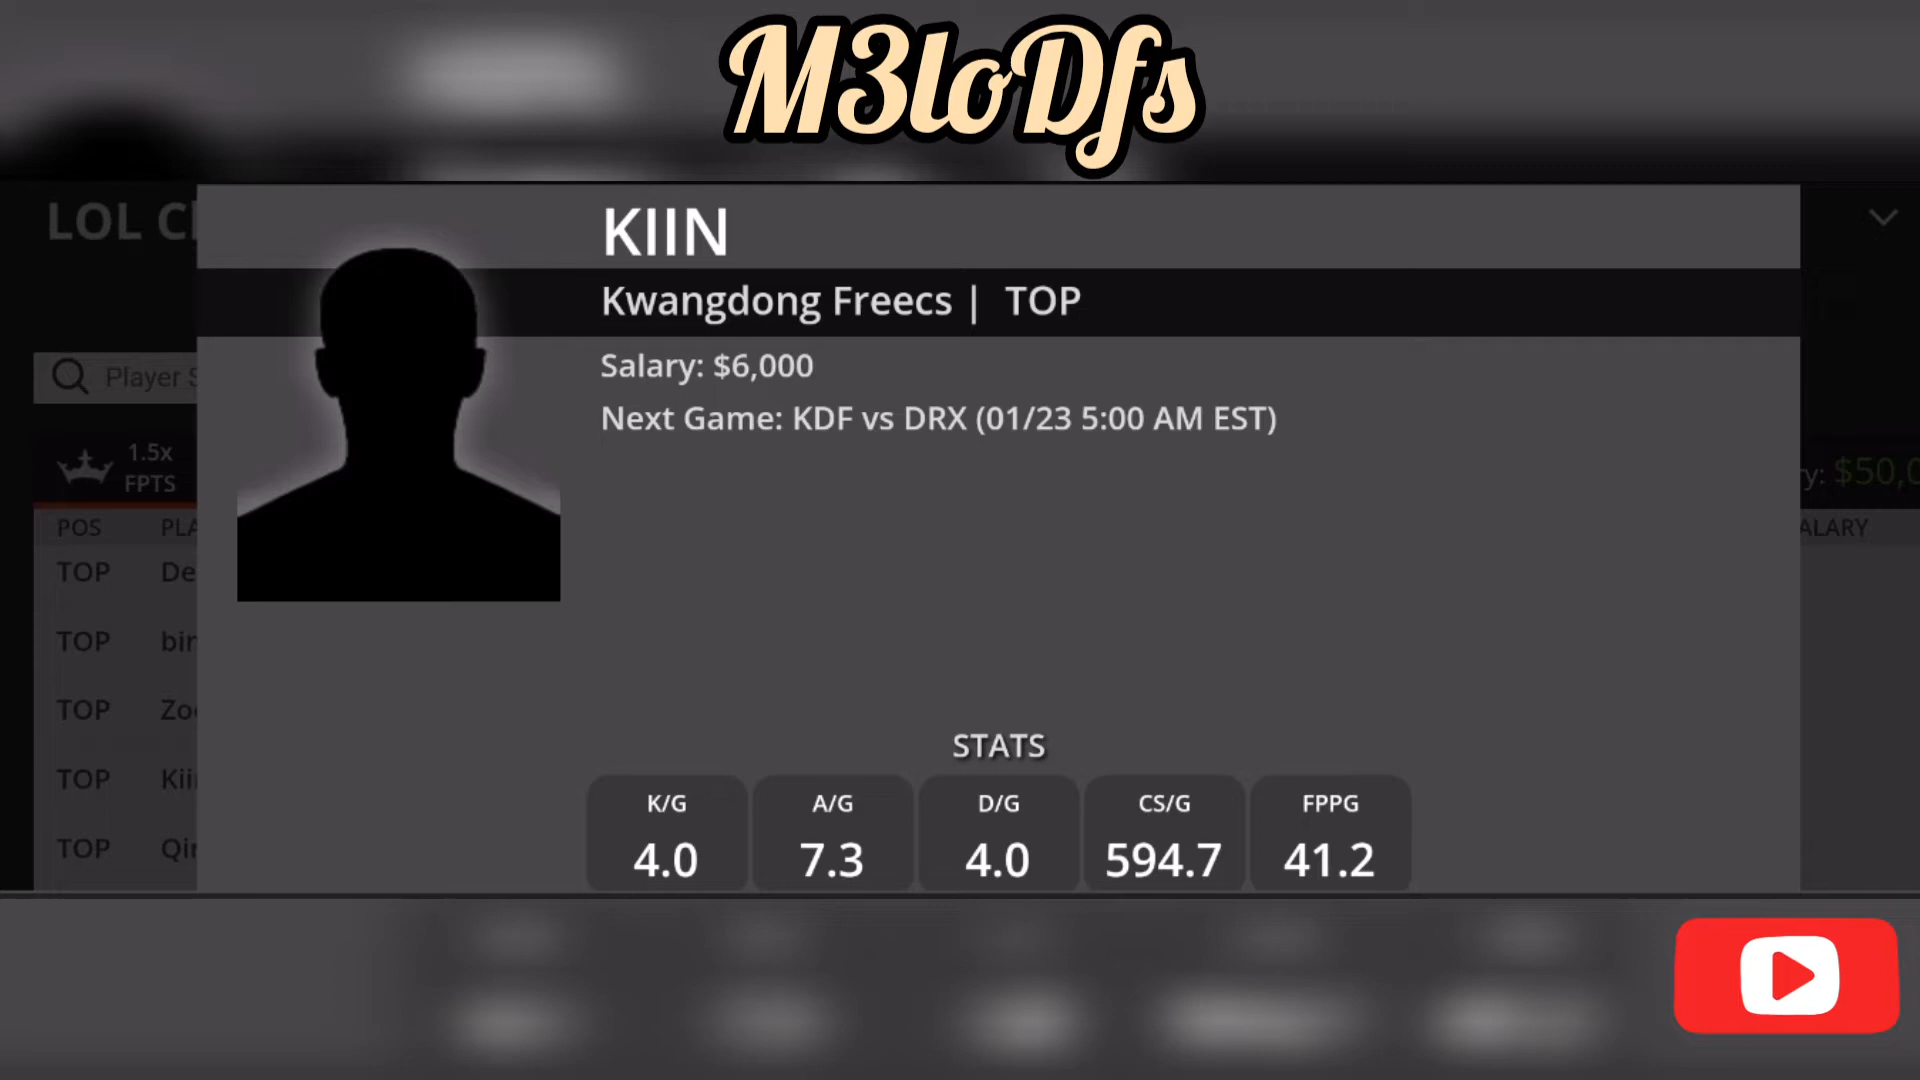 M3loDfs
LOL
KIIN
Kwangdong Freecs | TOP
Salary: $6,000
Next Game: KDF vs DRX (01/23 5:00 AM EST)
Player
1.5x
FPTS
POS
TOP
TOP
TOP
TOP
TOP
STATS
K/G A/G D/G CS/G FPPG
4.0 7.3 4.0 594.7 41.2